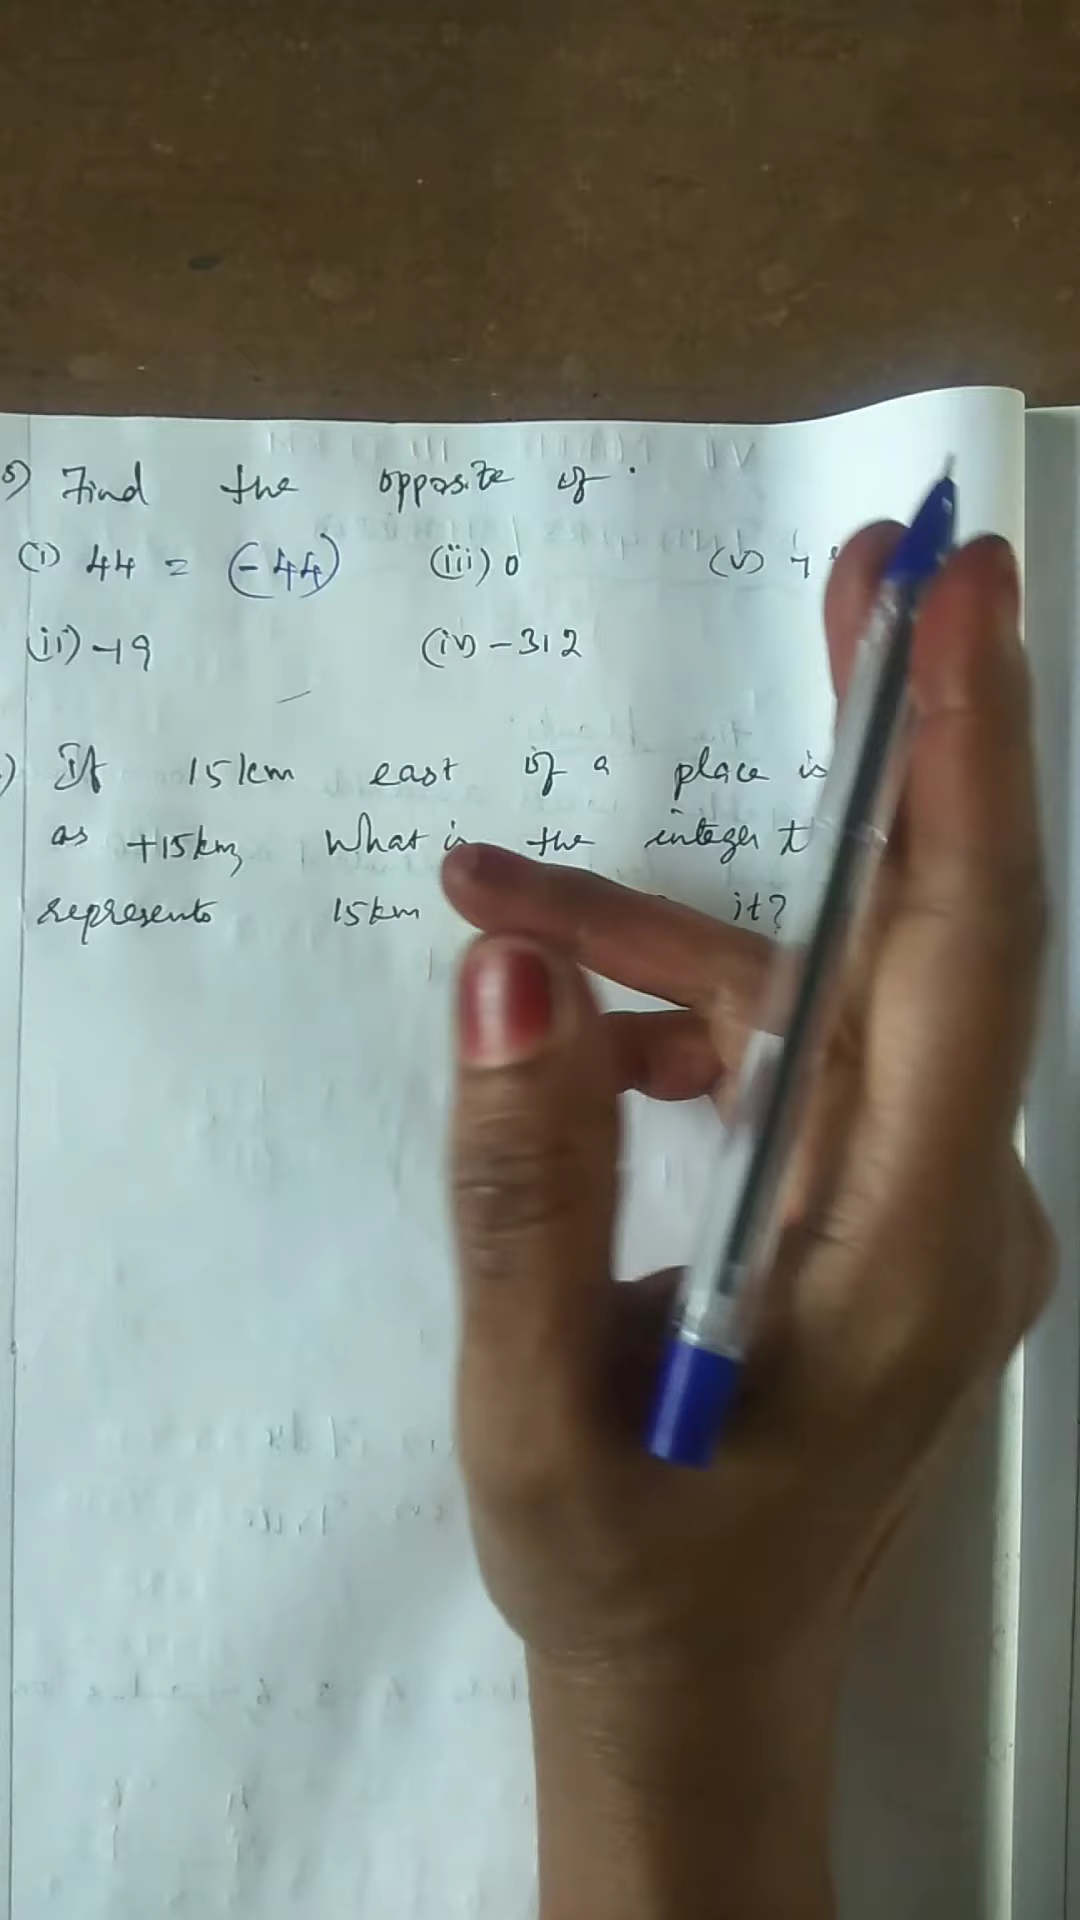 5) Find the opposite of
(i) 44 = (-44) (iii) 0 (v)
(ii) -19 (iv) -312
If 15km east of a place is
as +15km, What is the integer
represents 15km it?